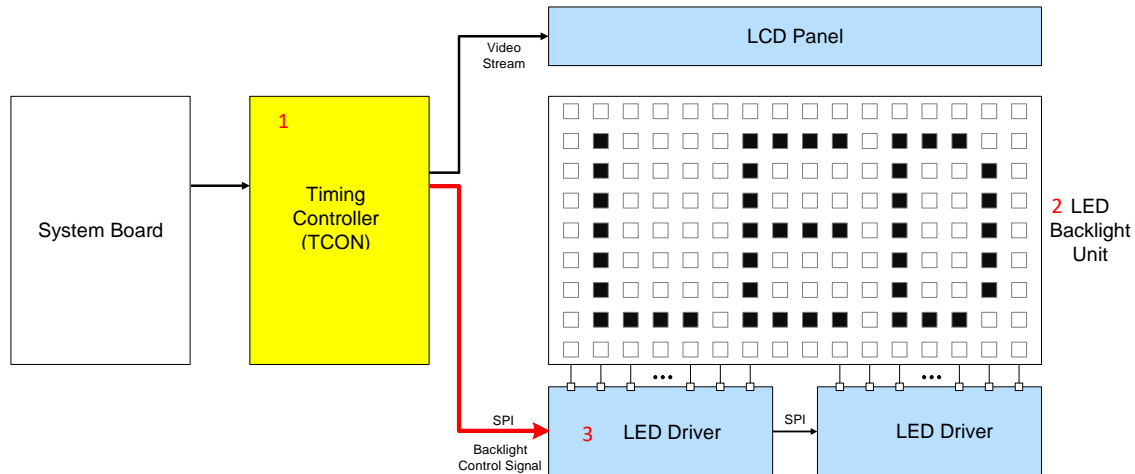 LCD Panel
Video
Stream
1
Timing
Controller
(TCON)
System Board
2 LED
Backlight
Unit
•••
•••
SPI
Backlight
Control Signal
3 LED Driver
SPI
LED Driver